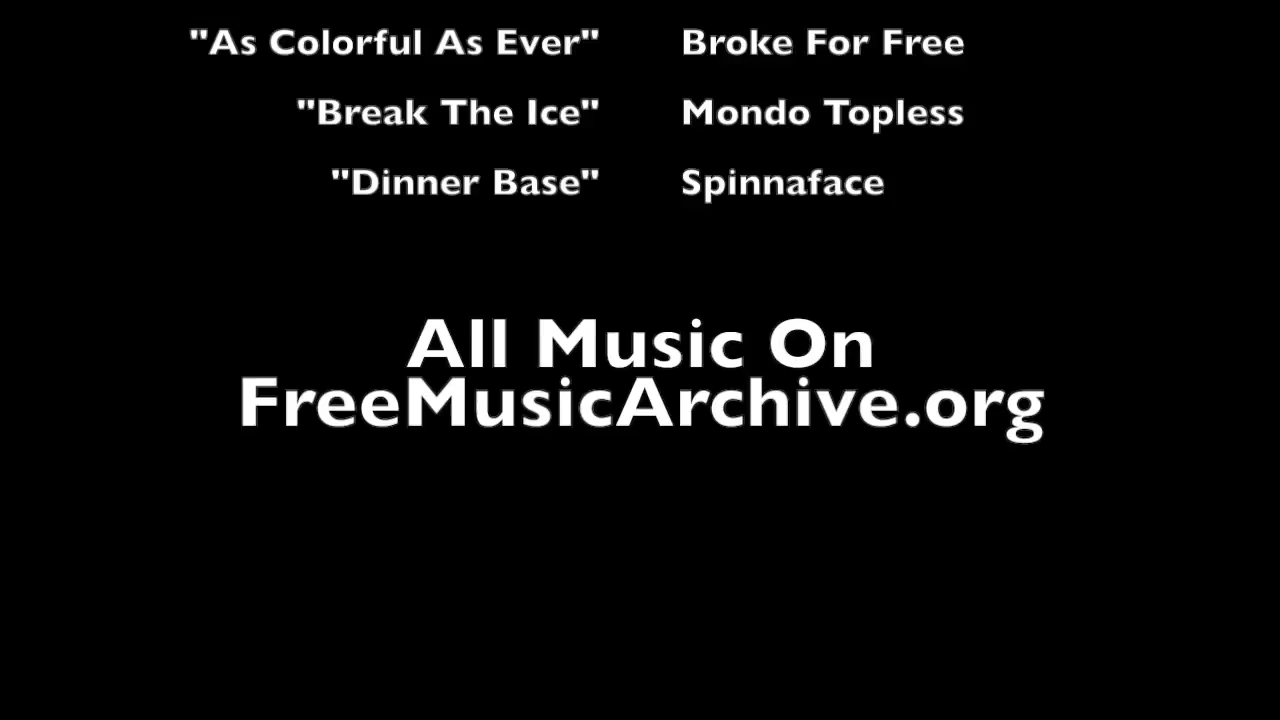 "As Colorful As Ever" Broke For Free
"Break The Ice" Mondo Topless
"Dinner Base" Spinnaface
All Music On
FreeMusicArchive.org